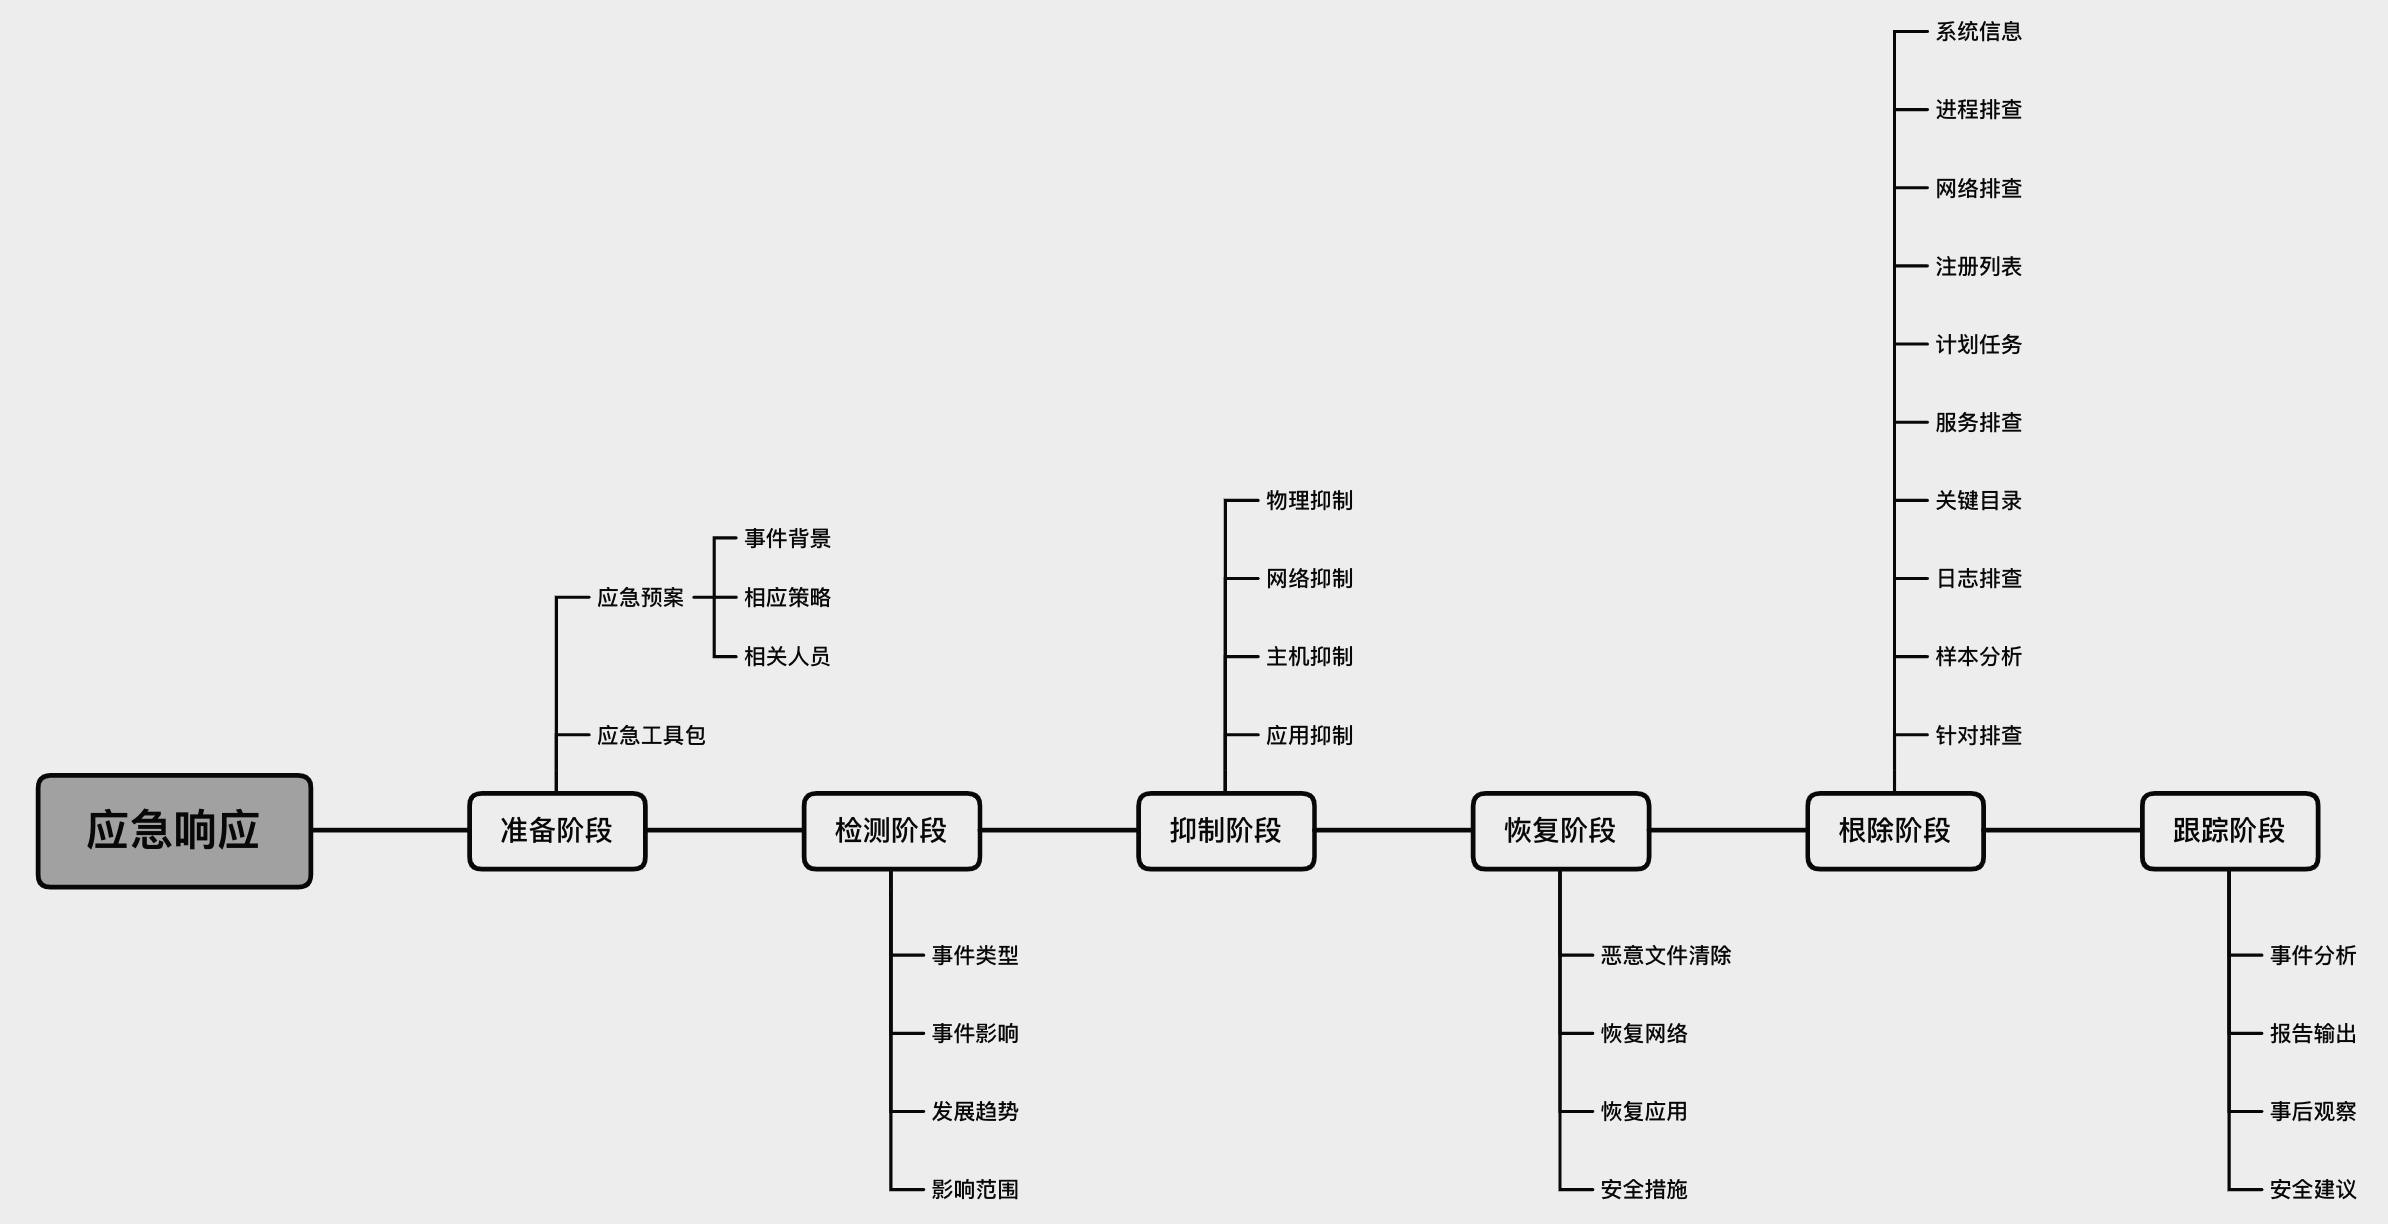 应急响应
准备阶段
应急预案
事件背景
相应策略
相关人员
应急工具包
检测阶段
事件类型
事件影响
发展趋势
影响范围
抑制阶段
物理抑制
网络抑制
主机抑制
应用抑制
恢复阶段
恶意文件清除
恢复网络
恢复应用
安全措施
根除阶段
系统信息
进程排查
网络排查
注册列表
计划任务
服务排查
关键目录
日志排查
样本分析
针对排查
跟踪阶段
事件分析
报告输出
事后观察
安全建议